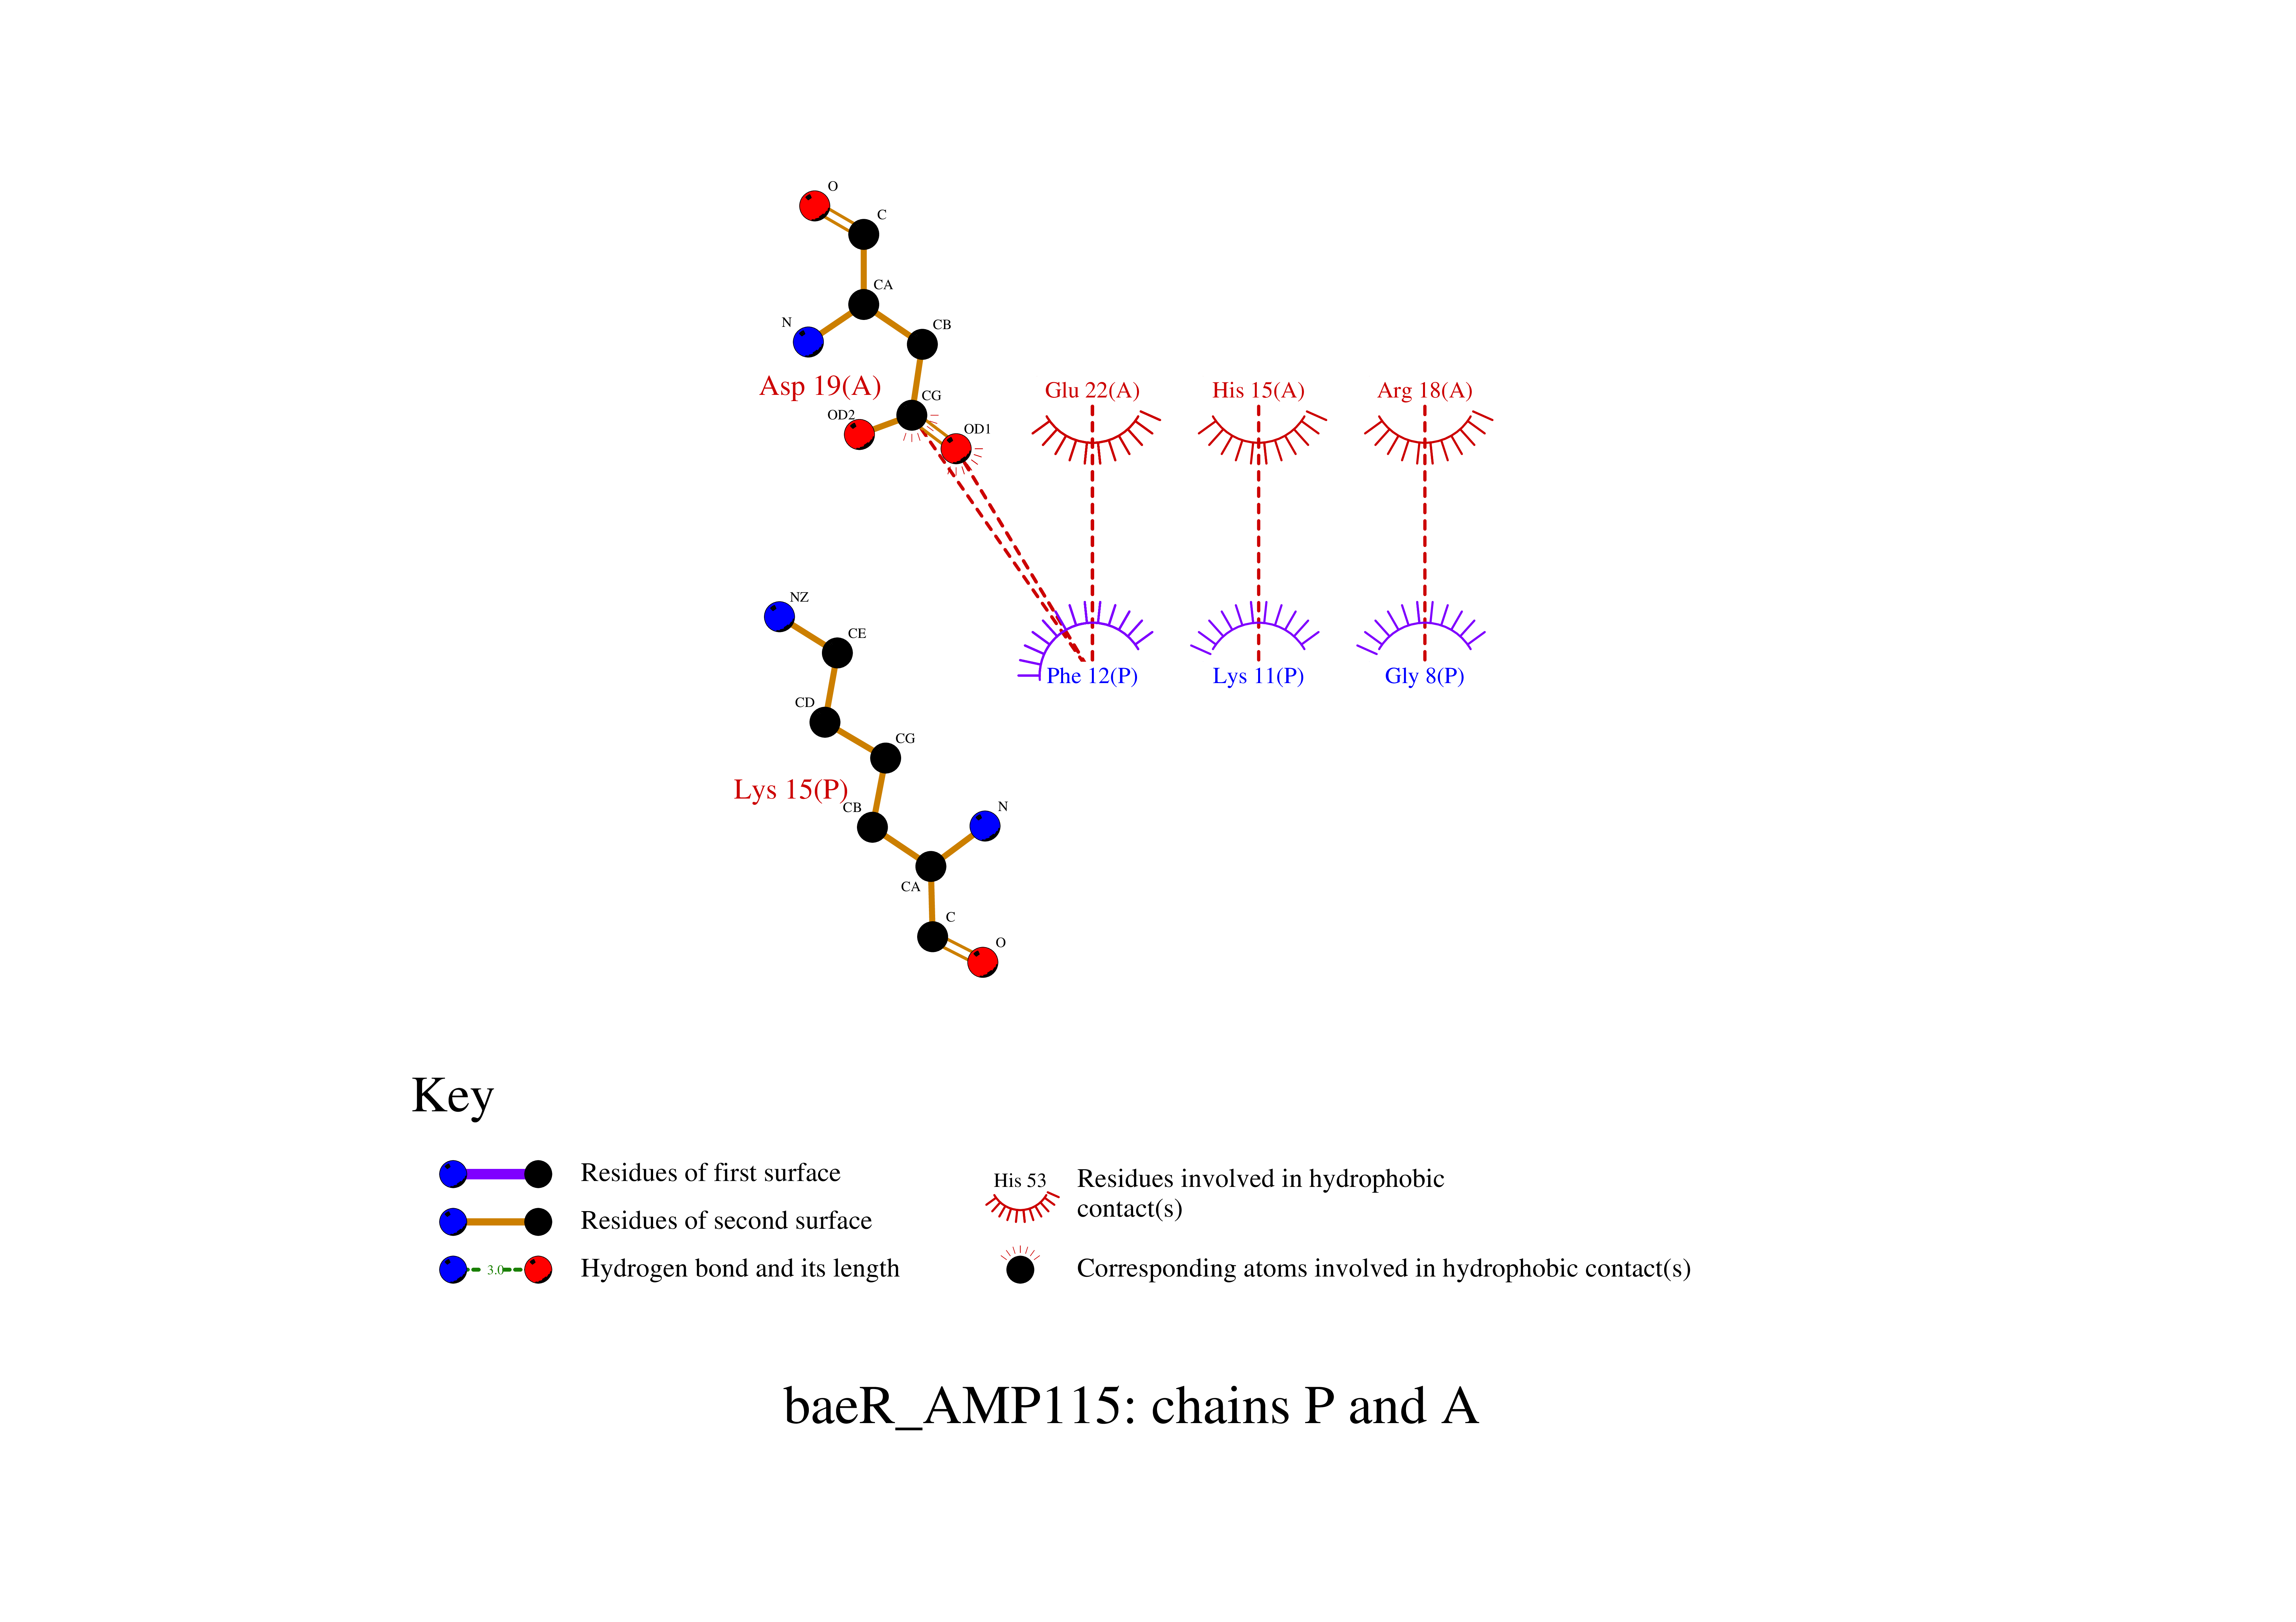 O
C
CA
N
CB
Asp 19(A)
CG
OD2
OD1
Glu 22(A)
His 15(A)
Arg 18(A)
NZ
CE
Phe 12(P)
Lys 11(P)
Gly 8(P)
CD
CG
Lys 15(P)
CB
N
CA
C
O
Key
Residues of first surface
Residues of second surface
3.0
Hydrogen bond and its length
His 53
Residues involved in hydrophobic
contact(s)
Corresponding atoms involved in hydrophobic contact(s)
baeR_AMP115: chains P and A